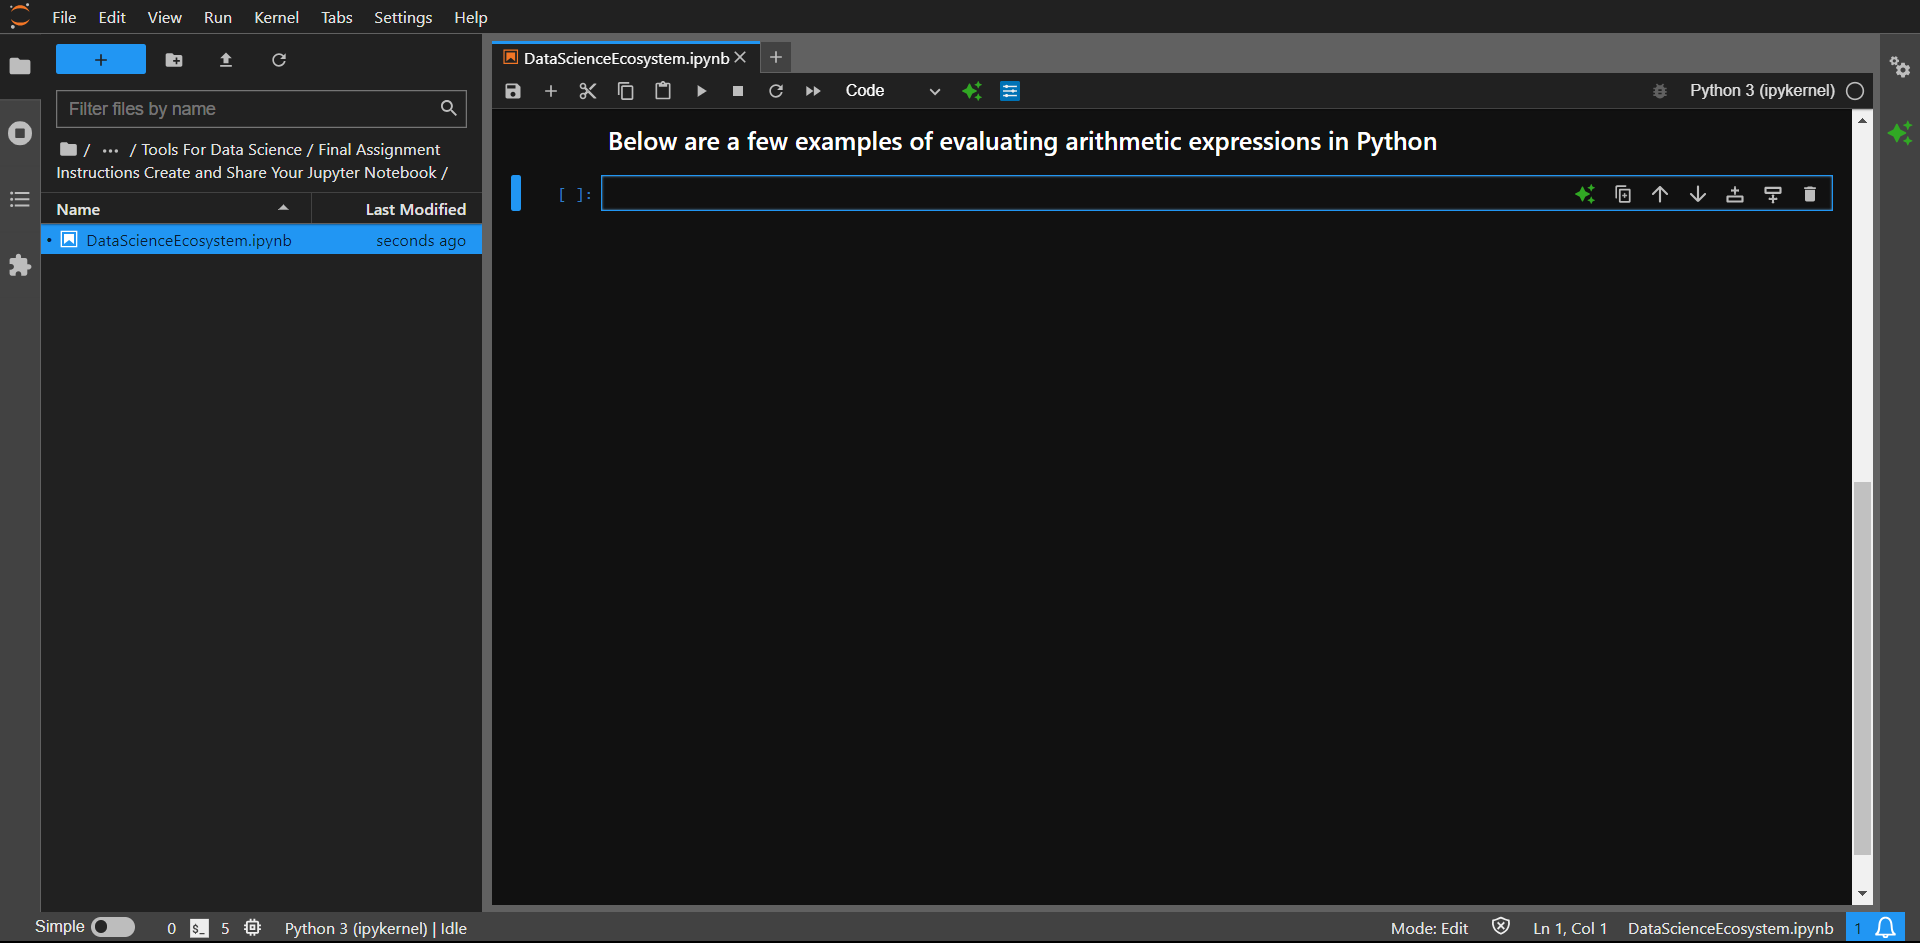 File Edit View Run Kernel Tabs Settings Help
Filter files by name
/ ··· / Tools For Data Science / Final Assignment
Instructions Create and Share Your Jupyter Notebook /
Name Last Modified
DataScienceEcosystem.ipynb seconds ago
DataScienceEcosystem.ipynb
Code
Python 3 (ipykernel)
Below are a few examples of evaluating arithmetic expressions in Python
[ ]:
Simple 0 $_ 5 Python 3 (ipykernel) | Idle
Mode: Edit Ln 1, Col 1 DataScienceEcosystem.ipynb 1